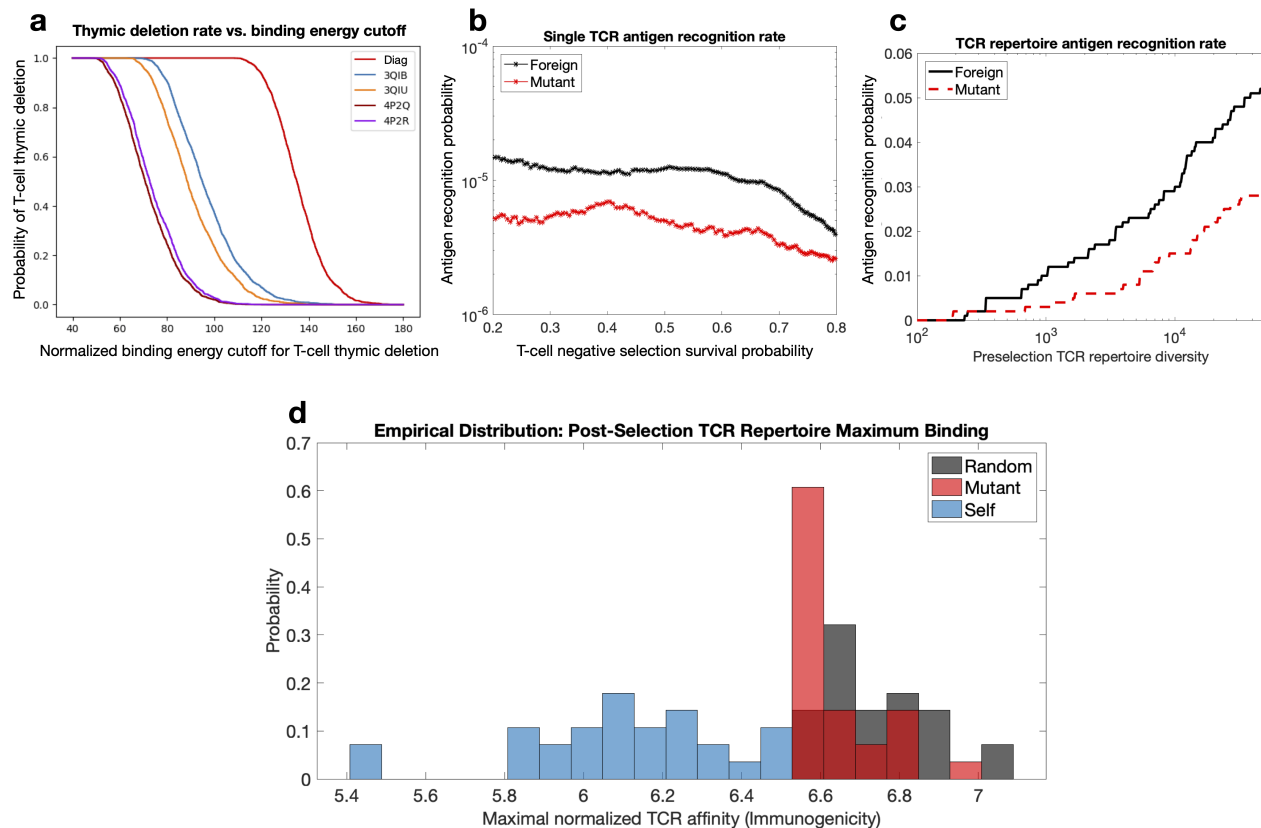 a
Thymic deletion rate vs. binding energy cutoff
1.0
0.8
0.6
0.4
0.2
0.0
Probability of T-cell thymic deletion
Diag
3QIB
3QIU
4P2Q
4P2R
40 60 80 100 120 140 160 180
Normalized binding energy cutoff for T-cell thymic deletion
b
Single TCR antigen recognition rate
10-4
10-5
10-6
Antigen recognition probability
Foreign
Mutant
0.2 0.3 0.4 0.5 0.6 0.7 0.8
T-cell negative selection survival probability
c
TCR repertoire antigen recognition rate
0.06
0.05
0.04
0.03
0.02
0.01
0
Antigen recognition probability
Foreign
Mutant
102 103 104
Preselection TCR repertoire diversity
d
Empirical Distribution: Post-Selection TCR Repertoire Maximum Binding
0.7
0.6
0.5
0.4
0.3
0.2
0.1
0
Probability
Random
Mutant
Self
5.4 5.6 5.8 6 6.2 6.4 6.6 6.8 7
Maximal normalized TCR affinity (Immunogenicity)